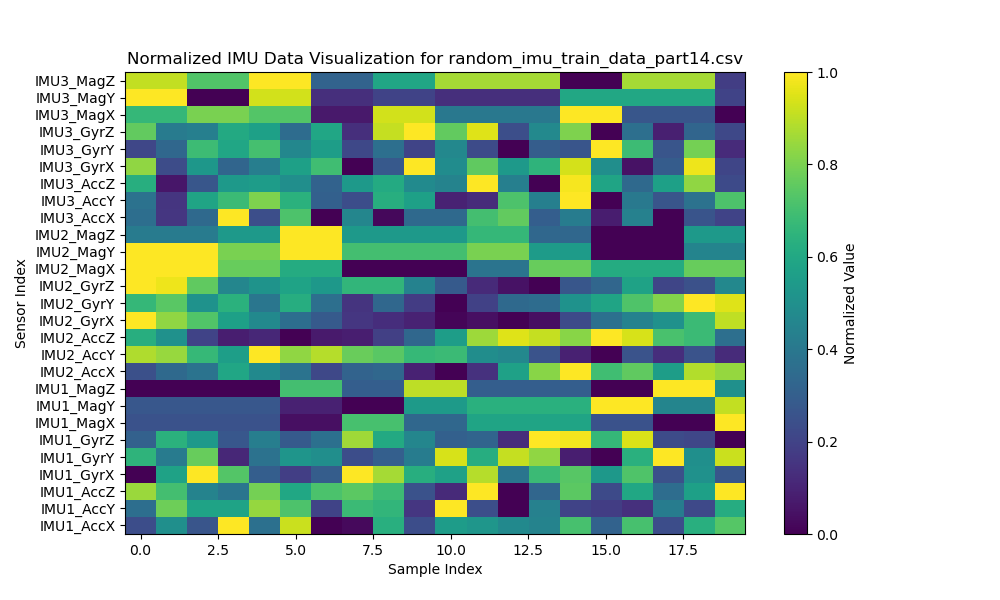 Normalized IMU Data Visualization for random_imu_train_data_part14.csv
Sensor Index
IMU3_MagZ
IMU3_MagY
IMU3_MagX
IMU3_GyrZ
IMU3_GyrY
IMU3_GyrX
IMU3_AccZ
IMU3_AccY
IMU3_AccX
IMU2_MagZ
IMU2_MagY
IMU2_MagX
IMU2_GyrZ
IMU2_GyrY
IMU2_GyrX
IMU2_AccZ
IMU2_AccY
IMU2_AccX
IMU1_MagZ
IMU1_MagY
IMU1_MagX
IMU1_GyrZ
IMU1_GyrY
IMU1_GyrX
IMU1_AccZ
IMU1_AccY
IMU1_AccX
0.0 2.5 5.0 7.5 10.0 12.5 15.0 17.5
Sample Index
1.0
0.8
0.6
0.4
0.2
0.0
Normalized Value